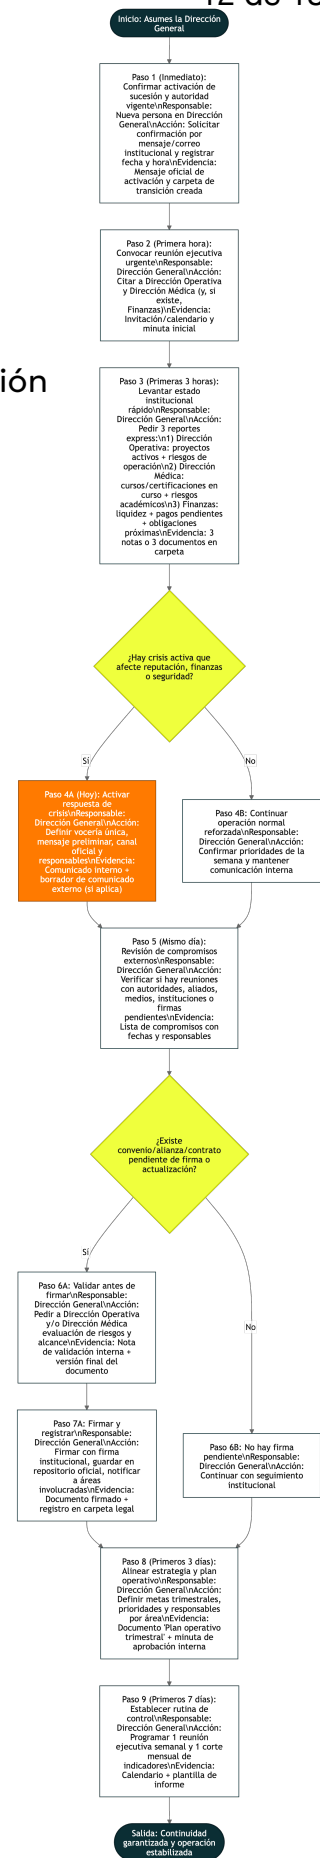 Inicio: Asumes la Dirección
General
Paso 1 (Inmediato):
Confirmar activación de
sucesión y autoridad
vigente\nResponsable:
Nueva persona en Dirección
General\nAcción: Solicitar
confirmación por
mensaje/correo
institucional y registrar
fecha y hora\nEvidencia:
Mensaje oficial de
activación y carpeta de
transición creada
Paso 2 (Primera hora):
Convocar reunión ejecutiva
urgente\nResponsable:
Dirección General\nAcción:
Citar a Dirección Operativa
y Dirección Médica (y, si
existe,
Finanzas)\nEvidencia:
Invitación/calendario y
minuta inicial
ión
Paso 3 (Primeras 3 horas):
Levantar estado
institucional
rápido\nResponsable:
Dirección General\nAcción:
Pedir 3 reportes
express:\n1) Dirección
Operativa: proyectos
activos + riesgos de
operación\n2) Dirección
Médica:
cursos/certificaciones en
curso + riesgos
académicos\n3) Finanzas:
liquidez + pagos pendientes
+ obligaciones
próximas\nEvidencia: 3
notas o 3 documentos en
carpeta
¿Hay crisis activa que
afecte reputación, finanzas
o seguridad?
Sí
No
Paso 4A (Hoy): Activar
respuesta de
crisis\nResponsable:
Dirección General\nAcción:
Definir vocería única,
mensaje preliminar, canal
oficial y
responsables\nEvidencia:
Comunicado interno +
borrador de comunicado
externo (si aplica)
Paso 4B: Continuar
operación normal
reforzada\nResponsable:
Dirección General\nAcción:
Confirmar prioridades de la
semana y mantener
comunicación interna
Paso 5 (Mismo día):
Revisión de compromisos
externos\nResponsable:
Dirección General\nAcción:
Verificar si hay reuniones
con autoridades, aliados,
medios, instituciones o
firmas
pendientes\nEvidencia:
Lista de compromisos con
fechas y responsables
¿Existe
convenio/alianza/contrato
pendiente de firma o
actualización?
Sí
No
Paso 6A: Validar antes de
firmar\nResponsable:
Dirección General\nAcción:
Pedir a Dirección Operativa
y/o Dirección Médica
evaluación de riesgos y
alcance\nEvidencia: Nota
de validación interna +
versión final del
documento
Paso 7A: Firmar y
registrar\nResponsable:
Dirección General\nAcción:
Firmar con firma
institucional, guardar en
repositorio oficial, notificar
a áreas
involucradas\nEvidencia:
Documento firmado +
registro en carpeta legal
Paso 6B: No hay firma
pendiente\nResponsable:
Dirección General\nAcción:
Continuar con seguimiento
institucional
Paso 8 (Primeros 3 días):
Alinear estrategia y plan
operativo\nResponsable:
Dirección General\nAcción:
Definir metas trimestrales,
prioridades y responsables
por área\nEvidencia:
Documento 'Plan operativo
trimestral' + minuta de
aprobación interna
Paso 9 (Primeros 7 días):
Establecer rutina de
control\nResponsable:
Dirección General\nAcción:
Programar 1 reunión
ejecutiva semanal y 1 corte
mensual de
indicadores\nEvidencia:
Calendario + plantilla de
informe
Salida: Continuidad
garantizada y operación
estabilizada